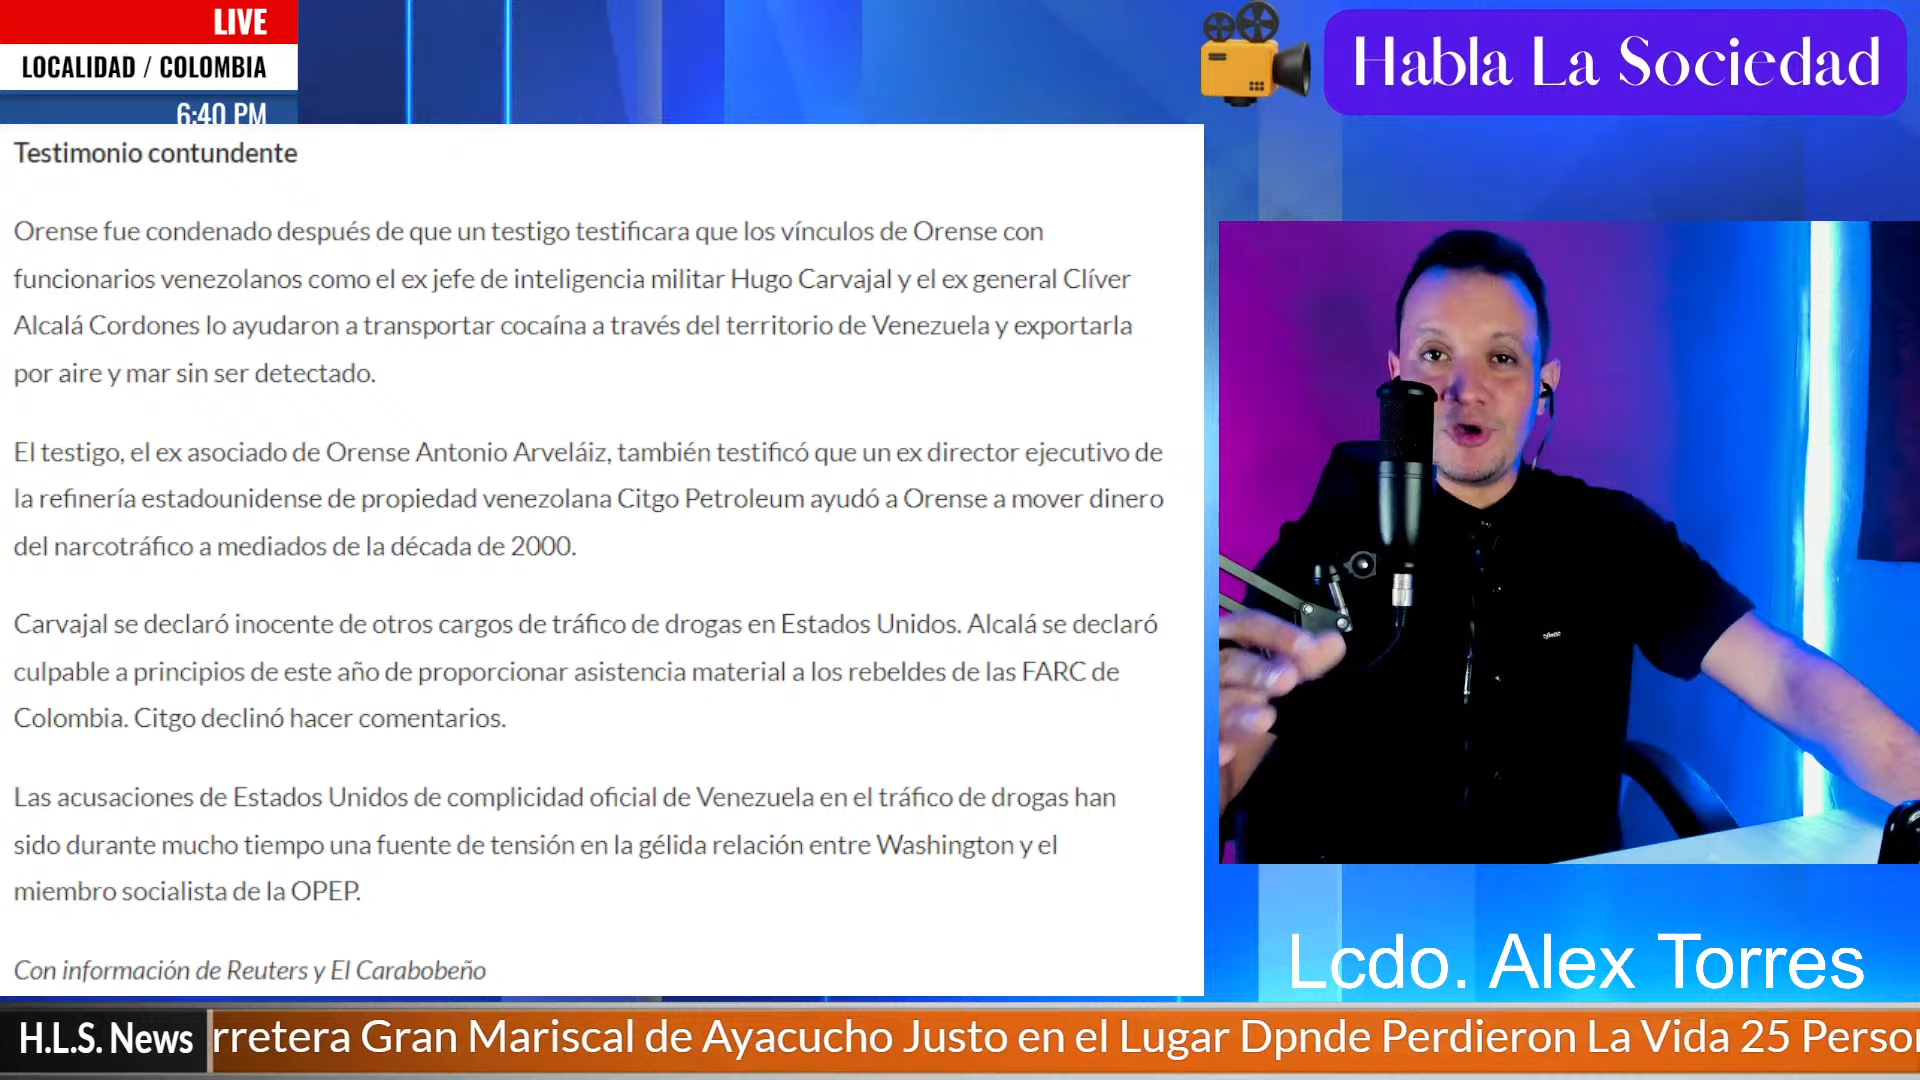 LIVE
LOCALIDAD / COLOMBIA
6:40 PM
Habla La Sociedad
Testimonio contundente
Orense fue condenado después de que un testigo testificara que los vínculos de Orense con
funcionarios venezolanos como el ex jefe de inteligencia militar Hugo Carvajal y el ex general Clíver
Alcalá Cordones lo ayudaron a transportar cocaína a través del territorio de Venezuela y exportarla
por aire y mar sin ser detectado.
El testigo, el ex asociado de Orense Antonio Arveláiz, también testificó que un ex director ejecutivo de
la refinería estadounidense de propiedad venezolana Citgo Petroleum ayudó a Orense a mover dinero
del narcotráfico a mediados de la década de 2000.
Carvajal se declaró inocente de otros cargos de tráfico de drogas en Estados Unidos. Alcalá se declaró
culpable a principios de este año de proporcionar asistencia material a los rebeldes de las FARC de
Colombia. Citgo declinó hacer comentarios.
Las acusaciones de Estados Unidos de complicidad oficial de Venezuela en el tráfico de drogas han
sido durante mucho tiempo una fuente de tensión en la gélida relación entre Washington y el
miembro socialista de la OPEP.
Con información de Reuters y El Carabobeño
Lcdo. Alex Torres
H.L.S. News
rretera Gran Mariscal de Ayacucho Justo en el Lugar Dpnde Perdieron La Vida 25 Person